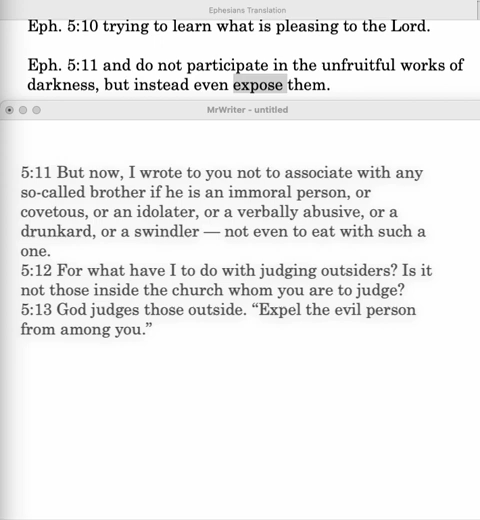 Ephesians Translation
Eph. 5:10 trying to learn what is pleasing to the Lord.
Eph. 5:11 and do not participate in the unfruitful works of
darkness, but instead even expose them.
MrWriter - untitled
5:11 But now, I wrote to you not to associate with any
so-called brother if he is an immoral person, or
covetous, or an idolater, or a verbally abusive, or a
drunkard, or a swindler — not even to eat with such a
one.
5:12 For what have I to do with judging outsiders? Is it
not those inside the church whom you are to judge?
5:13 God judges those outside. “Expel the evil person
from among you.”